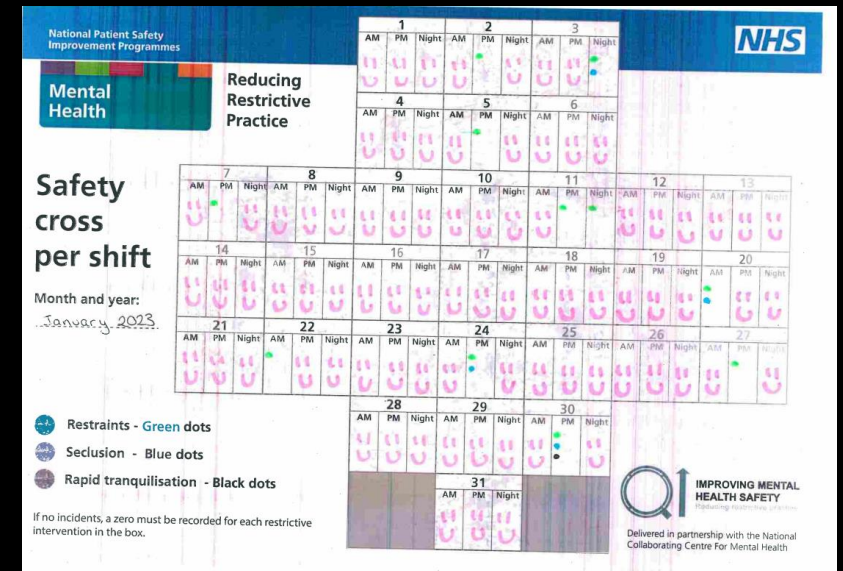 National Patient Safety
Improvement Programmes
NHS
Mental
Health
Reducing
Restrictive
Practice
Safety
cross
per shift
Month and year:
January 2023
1 2 3
AM PM Night AM PM Night AM PM Night
4 5 6
AM PM Night AM PM Night AM PM Night
7 8 9 10 11 12 13
AM PM Night AM PM Night AM PM Night AM PM Night AM PM Night AM PM Night AM PM Night
14 15 16 17 18 19 20
AM PM Night AM PM Night AM PM Night AM PM Night AM PM Night AM PM Night AM PM Night
21 22 23 24 25 26 27
AM PM Night AM PM Night AM PM Night AM PM Night AM PM Night AM PM Night AM PM Night
28 29 30
AM PM Night AM PM Night AM PM Night
31
AM PM Night
Restraints - Green dots
Seclusion - Blue dots
Rapid tranquilisation - Black dots
If no incidents, a zero must be recorded for each restrictive
intervention in the box.
QI
IMPROVING MENTAL
HEALTH SAFETY
Delivered in partnership with the National
Collaborating Centre For Mental Health